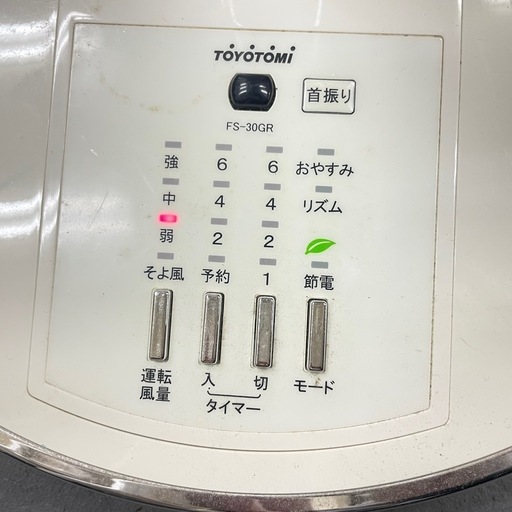 TOYOTOMI
首振り
FS-30GR
強 6 6 おやすみ
中 4 4 リズム
弱 2 2
そよ風 予約 1 節電
運転
風量
入 切 モード
タイマー